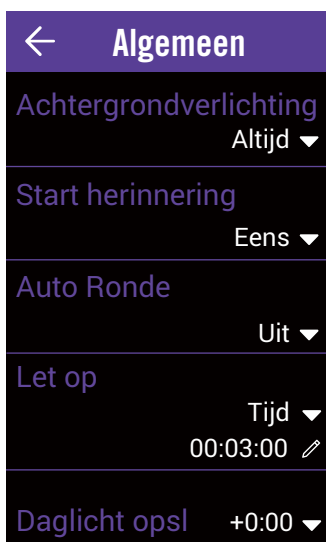 Algemeen
Achtergrondverlichting
Altijd
Start herinnering
Eens
Auto Ronde
Uit
Let op
Tijd
00:03:00
Daglicht opsl +0:00